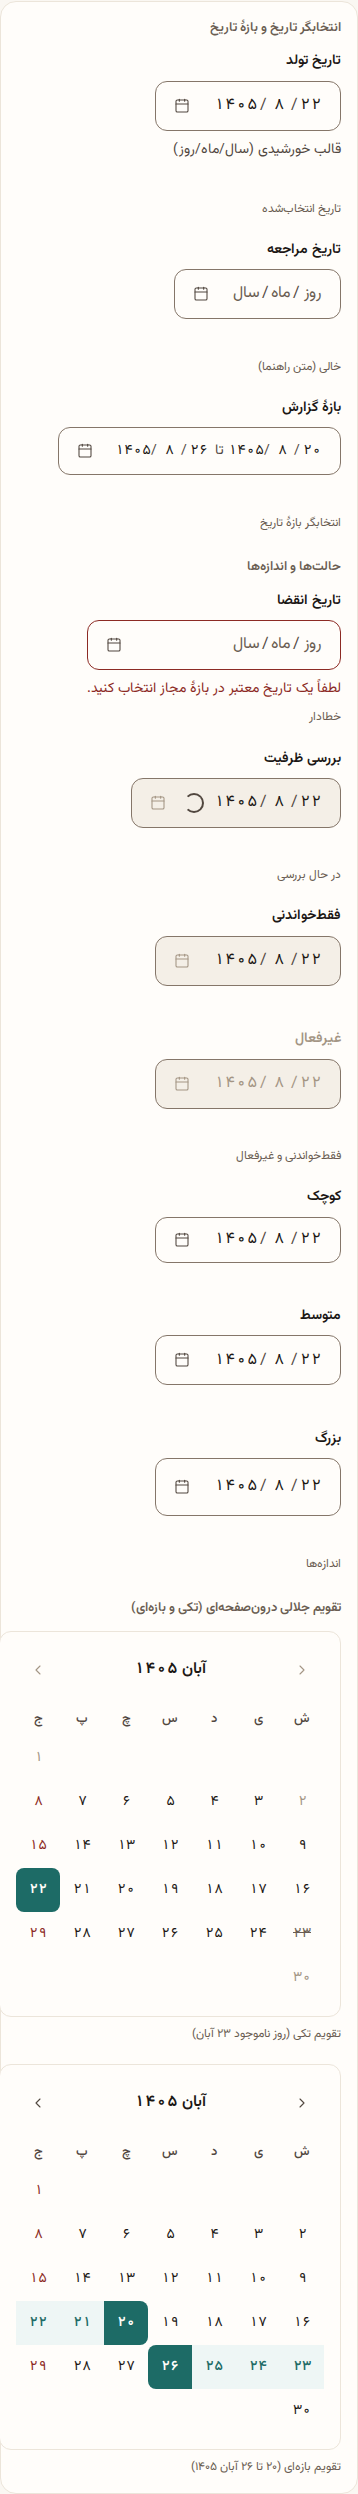 انتخابگر تاریخ و بازهٔ تاریخ
تاریخ تولد
۲۲/ ۸ /۱۴۰۵
قالب خورشیدی (سال/ماه/روز)
تاریخ انتخاب‌شده
تاریخ مراجعه
روز / ماه / سال
خالی (متن راهنما)
بازهٔ گزارش
۲۰/ ۸ /۱۴۰۵ تا ۲۶/ ۸ /۱۴۰۵
انتخابگر بازهٔ تاریخ
حالت‌ها و اندازه‌ها
تاریخ انقضا
روز / ماه / سال
لطفاً یک تاریخ معتبر در بازهٔ مجاز انتخاب کنید.
خطادار
بررسی ظرفیت
۲۲/ ۸ /۱۴۰۵
در حال بررسی
فقط‌خواندنی
۲۲/ ۸ /۱۴۰۵
غیرفعال
۲۲/ ۸ /۱۴۰۵
فقط‌خواندنی و غیرفعال
کوچک
۲۲/ ۸ /۱۴۰۵
متوسط
۲۲/ ۸ /۱۴۰۵
بزرگ
۲۲/ ۸ /۱۴۰۵
اندازه‌ها
تقویم جلالی درون‌صفحه‌ای (تکی و بازه‌ای)
آبان ۱۴۰۵
ش ی د س چ پ ج
۱
۲ ۳ ۴ ۵ ۶ ۷ ۸
۹ ۱۰ ۱۱ ۱۲ ۱۳ ۱۴ ۱۵
۱۶ ۱۷ ۱۸ ۱۹ ۲۰ ۲۱ ۲۲
۲۳ ۲۴ ۲۵ ۲۶ ۲۷ ۲۸ ۲۹
۳۰
تقویم تکی (روز ناموجود ۲۳ آبان)
آبان ۱۴۰۵
ش ی د س چ پ ج
۱
۲ ۳ ۴ ۵ ۶ ۷ ۸
۹ ۱۰ ۱۱ ۱۲ ۱۳ ۱۴ ۱۵
۱۶ ۱۷ ۱۸ ۱۹ ۲۰ ۲۱ ۲۲
۲۳ ۲۴ ۲۵ ۲۶ ۲۷ ۲۸ ۲۹
۳۰
تقویم بازه‌ای (۲۰ تا ۲۶ آبان ۱۴۰۵)